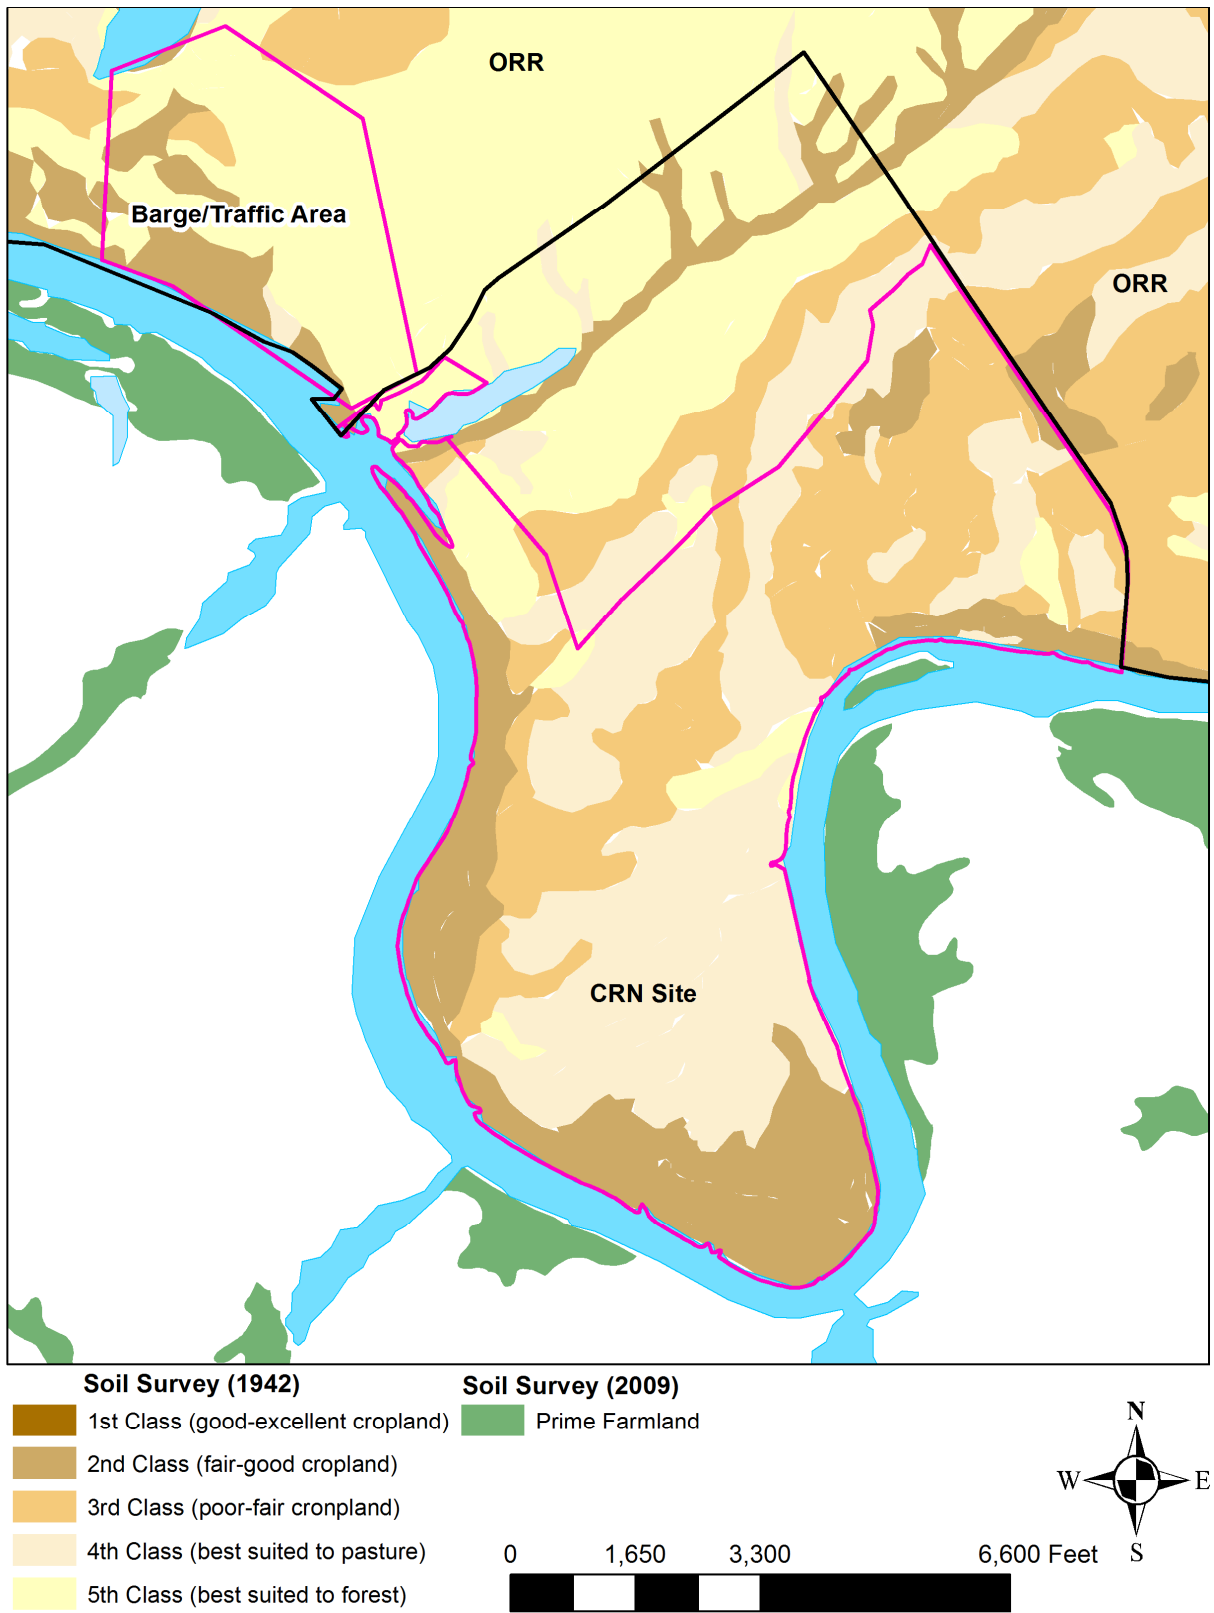 ORR
Barge/Traffic Area
ORR
CRN Site
Soil Survey (1942)
1st Class (good-excellent cropland)
2nd Class (fair-good cropland)
3rd Class (poor-fair cronpland)
4th Class (best suited to pasture)
5th Class (best suited to forest)
Soil Survey (2009)
Prime Farmland
N
W E
S
0 1,650 3,300 6,600 Feet